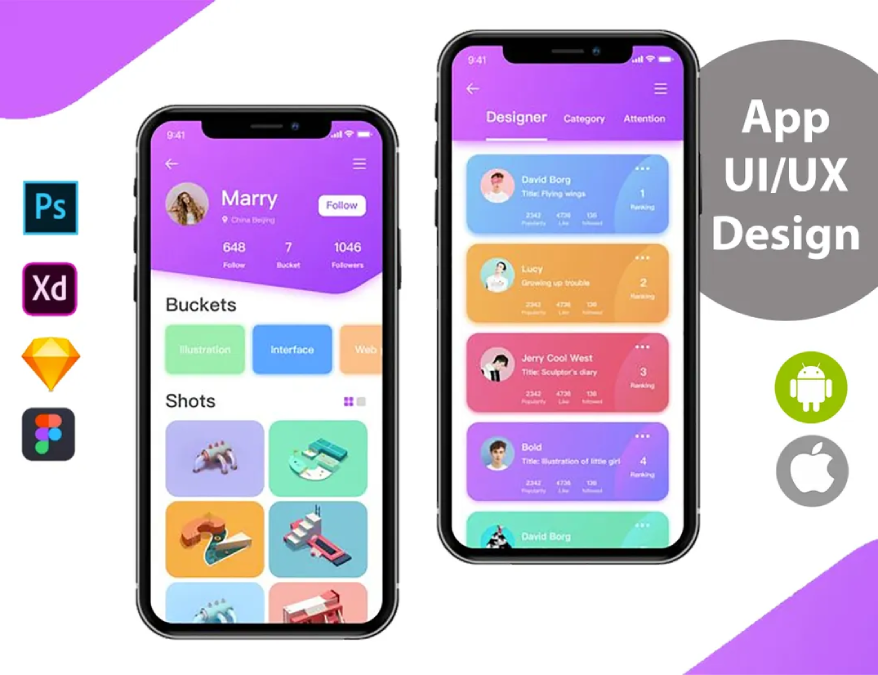 Ps
Xd
9:41
Marry
Follow
China Beijing
648
7
1046
Follow
Bucket
Followers
Buckets
Illustration
Interface
Web
Shots
9:41
Designer
Category
Attention
David Borg
Title: Flying wings
1
Ranking
2342
4736
136
Popularity
Like
followed
Lucy
Growing up trouble
2
Ranking
2342
4736
136
Popularity
Like
followed
Jerry Cool West
Title: Sculptor's diary
3
Ranking
2342
4736
136
Popularity
Like
followed
Bold
Title: Illustration of little girl
4
Ranking
2342
4736
136
Popularity
Like
followed
David Borg
App
UI/UX
Design